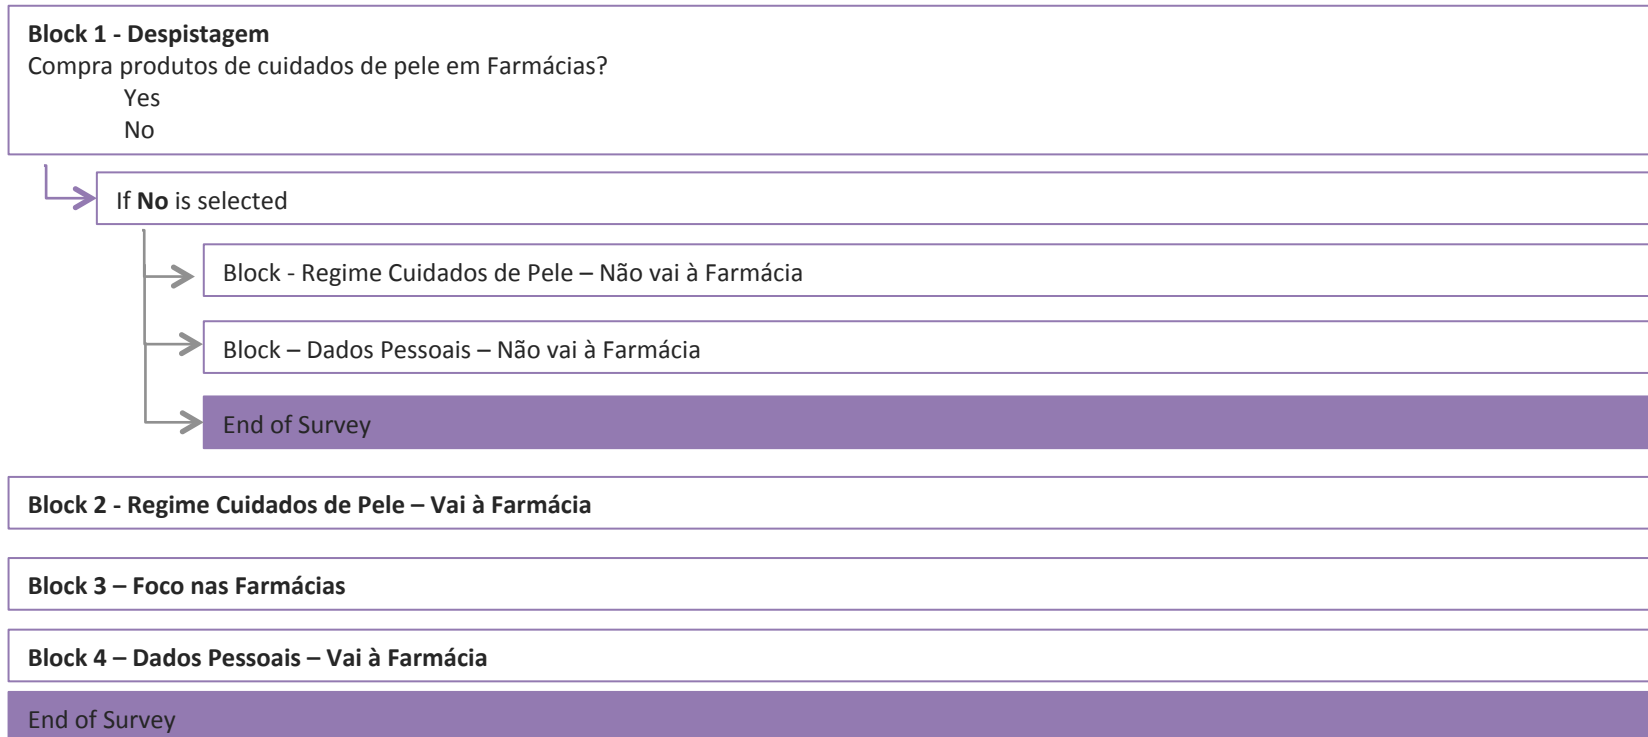 Block 1 - Despistagem
Compra produtos de cuidados de pele em Farmácias?
Yes
No
If No is selected
Block - Regime Cuidados de Pele – Não vai à Farmácia
Block – Dados Pessoais – Não vai à Farmácia
End of Survey
Block 2 - Regime Cuidados de Pele – Vai à Farmácia
Block 3 – Foco nas Farmácias
Block 4 – Dados Pessoais – Vai à Farmácia
End of Survey